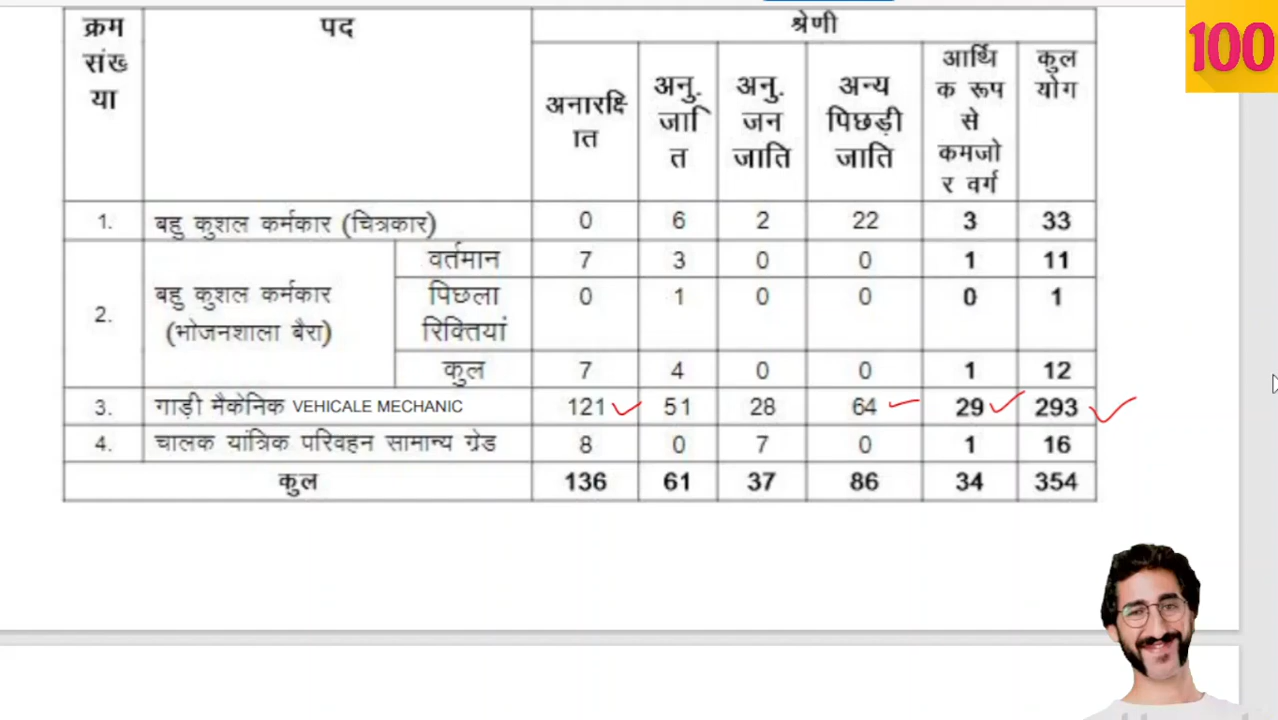 100
क्रम संख्या पद श्रेणी
अनारक्षित अनु. जाति अनु. जन जाति अन्य पिछड़ी जाति आर्थिक रूप से कमजोर वर्ग कुल योग
1. बहु कुशल कर्मकार (चित्रकार) 0 6 2 22 3 33
2. बहु कुशल कर्मकार (भोजनशाला बैरा) वर्तमान 7 3 0 0 1 11
पिछला रिक्तियां 0 1 0 0 0 1
कुल 7 4 0 0 1 12
3. गाड़ी मैकेनिक VEHICALE MECHANIC 121 51 28 64 29 293
4. चालक यांत्रिक परिवहन सामान्य ग्रेड 8 0 7 0 1 16
कुल 136 61 37 86 34 354